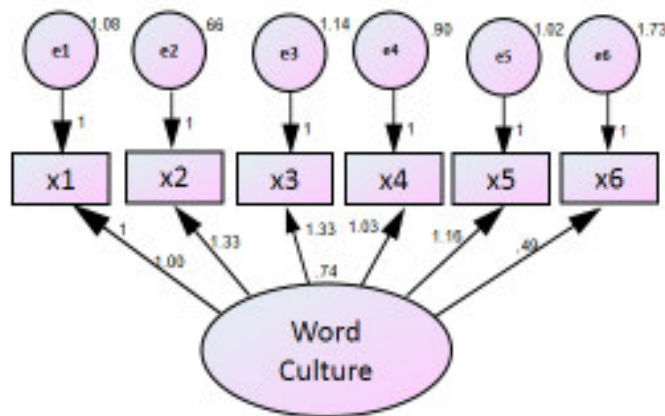 e1 1.08 e2 66 e3 1.14 e4 .90 e5 1.02 e6 1.73
1 1 1 1 1 1
x1 x2 x3 x4 x5 x6
1 1.00 1.33 1.33 1.03 1.16
.74
Word
Culture